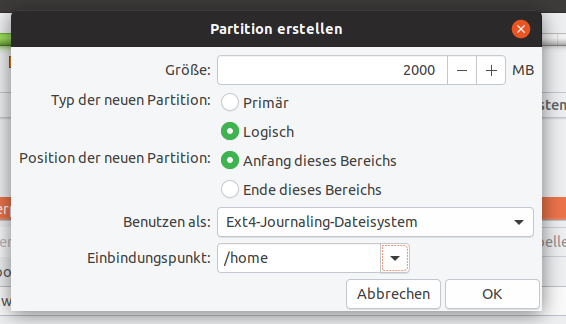 Partition erstellen
Größe: 2000 MB
Typ der neuen Partition: Primär
Logisch
Position der neuen Partition: Anfang dieses Bereichs
Ende dieses Bereichs
Benutzen als: Ext4-Journaling-Dateisystem
Einbindungspunkt: /home
Abbrechen OK